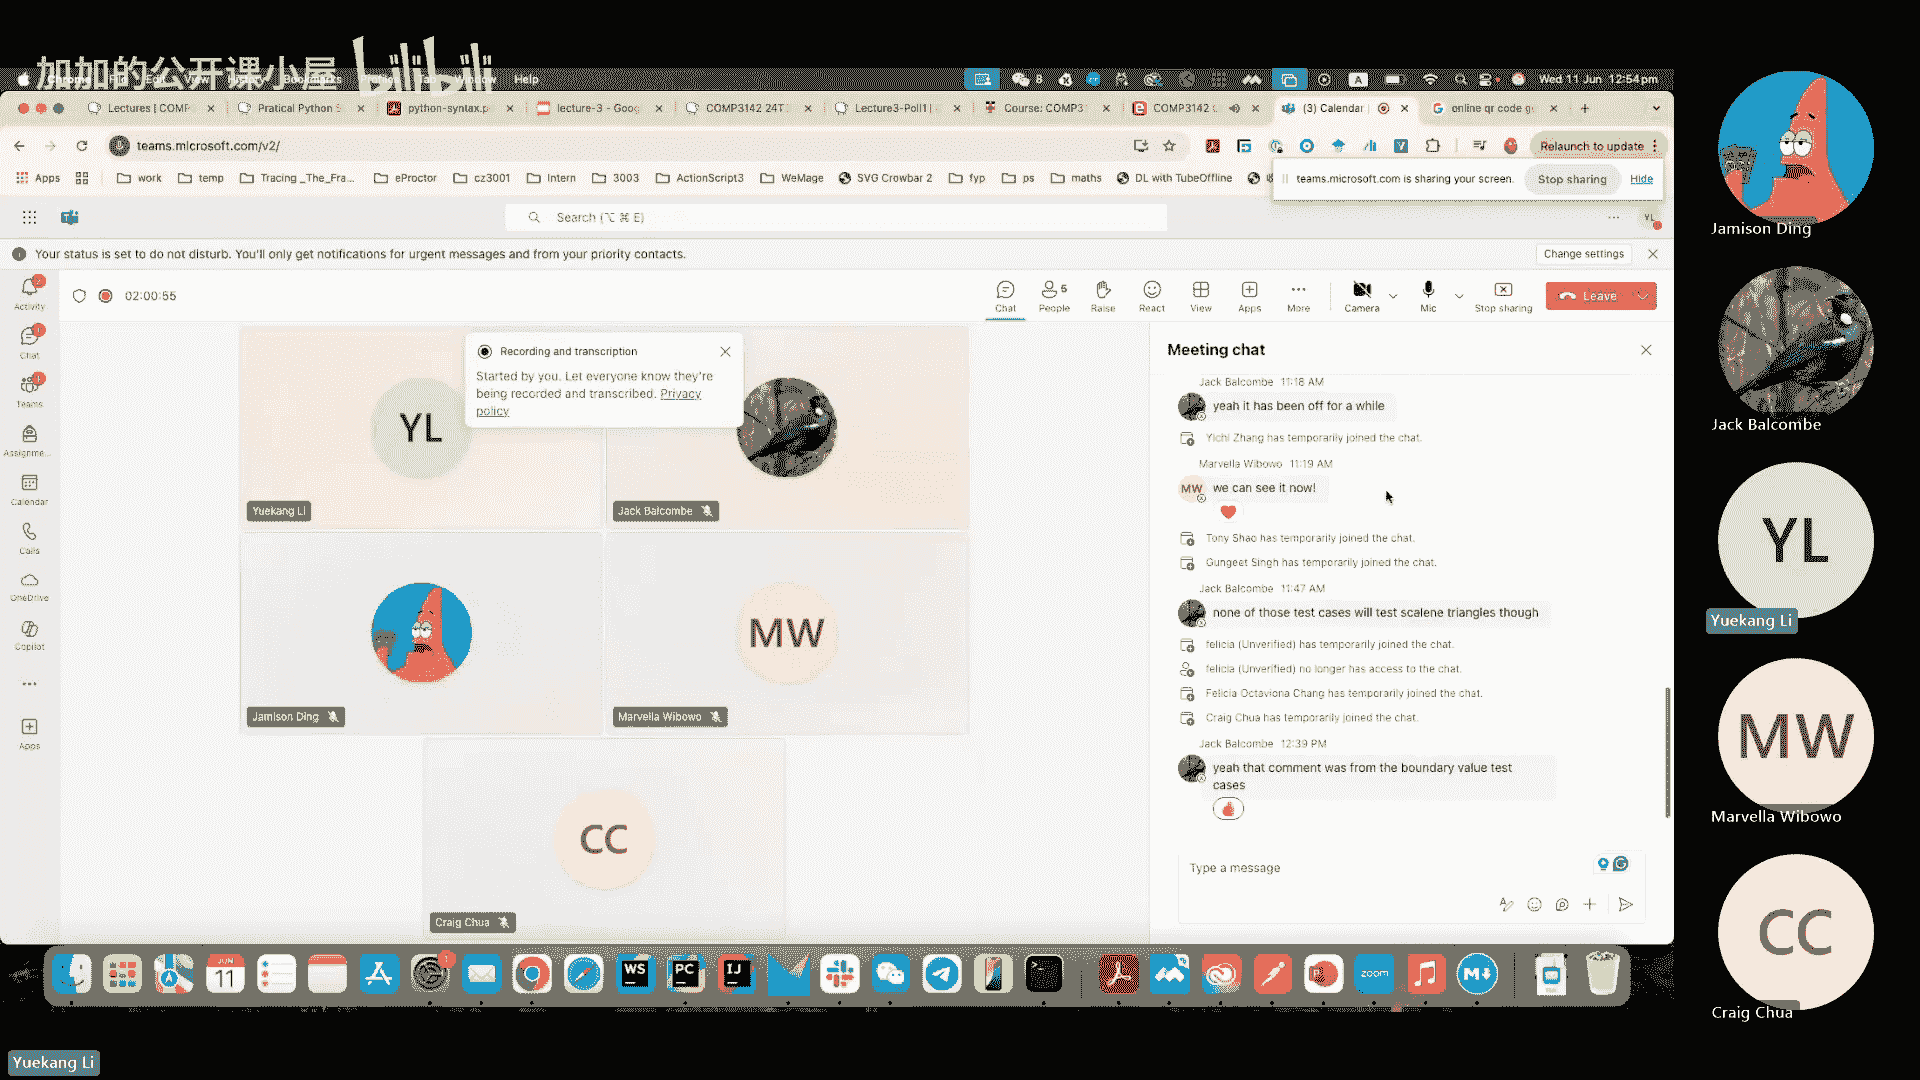 加加的公开课小屋 bilibili
Help
8
A
Wed 11 Jun 12:54pm
Lectures | COMP
Pratical Python
python-syntax.p
lecture-3 - Goog
COMP3142 24T
Lecture3-Poll1 |
Course: COMP3
COMP3142
(3) Calendar
online qr code g
teams.microsoft.com/v2/
Relaunch to update
Apps
work
temp
Tracing _The_Fra...
eProctor
cz3001
Intern
3003
ActionScript3
WeMage
SVG Crowbar 2
fyp
ps
maths
DL with TubeOffline
teams.microsoft.com is sharing your screen.
Stop sharing
Hide
Search (⌥ ⌘ E)
YL
Your status is set to do not disturb. You'll only get notifications for urgent messages and from your priority contacts.
Change settings
Activity
Chat
Teams
Assignme...
Calendar
Calls
OneDrive
Copilot
Apps
02:00:55
Chat
5
People
Raise
React
View
Apps
More
Camera
Mic
Stop sharing
Leave
Recording and transcription
Started by you. Let everyone know they're
being recorded and transcribed. Privacy
policy
YL
Yuekang Li
Jack Balcombe
Jamison Ding
MW
Marvella Wibowo
CC
Craig Chua
Meeting chat
Jack Balcombe 11:18 AM
yeah it has been off for a while
Yichi Zhang has temporarily joined the chat.
Marvella Wibowo 11:19 AM
MW
we can see it now!
Tony Shao has temporarily joined the chat.
Gungeet Singh has temporarily joined the chat.
Jack Balcombe 11:47 AM
none of those test cases will test scalene triangles though
felicia (Unverified) has temporarily joined the chat.
felicia (Unverified) no longer has access to the chat.
Felicia Octaviona Chang has temporarily joined the chat.
Craig Chua has temporarily joined the chat.
Jack Balcombe 12:39 PM
yeah that comment was from the boundary value test
cases
Type a message
JUN
11
WS
PC
IJ
zoom
M
Jamison Ding
Jack Balcombe
YL
Yuekang Li
MW
Marvella Wibowo
CC
Craig Chua
Yuekang Li